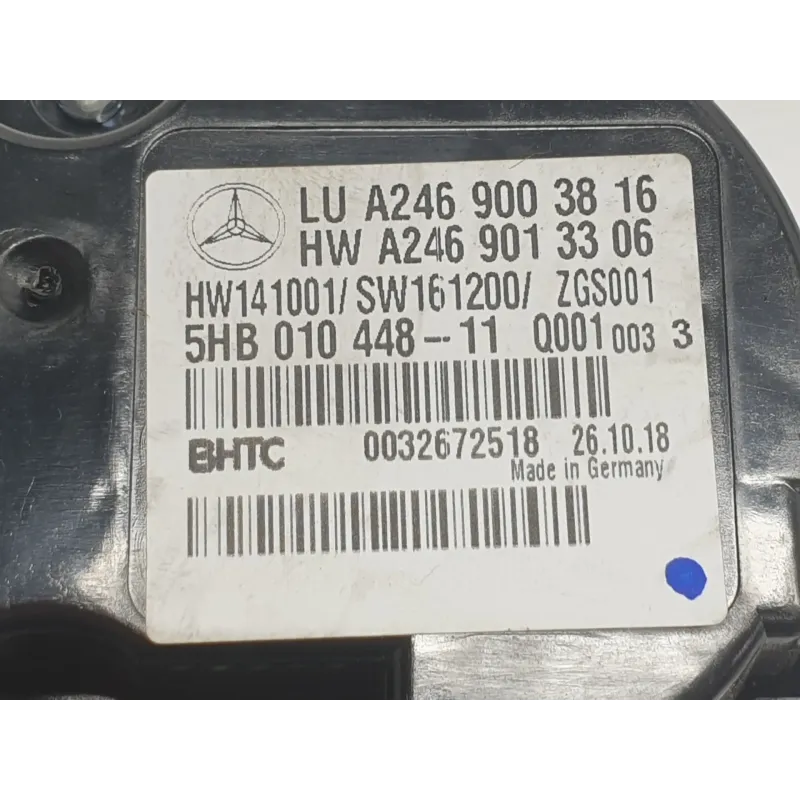 LU A246 900 38 16
HW A246 901 33 06
HW141001/ SW161200/ ZGS001
5HB 010 448-11 Q001 003 3
BHTC 0032672518 26.10.18
Made in Germany